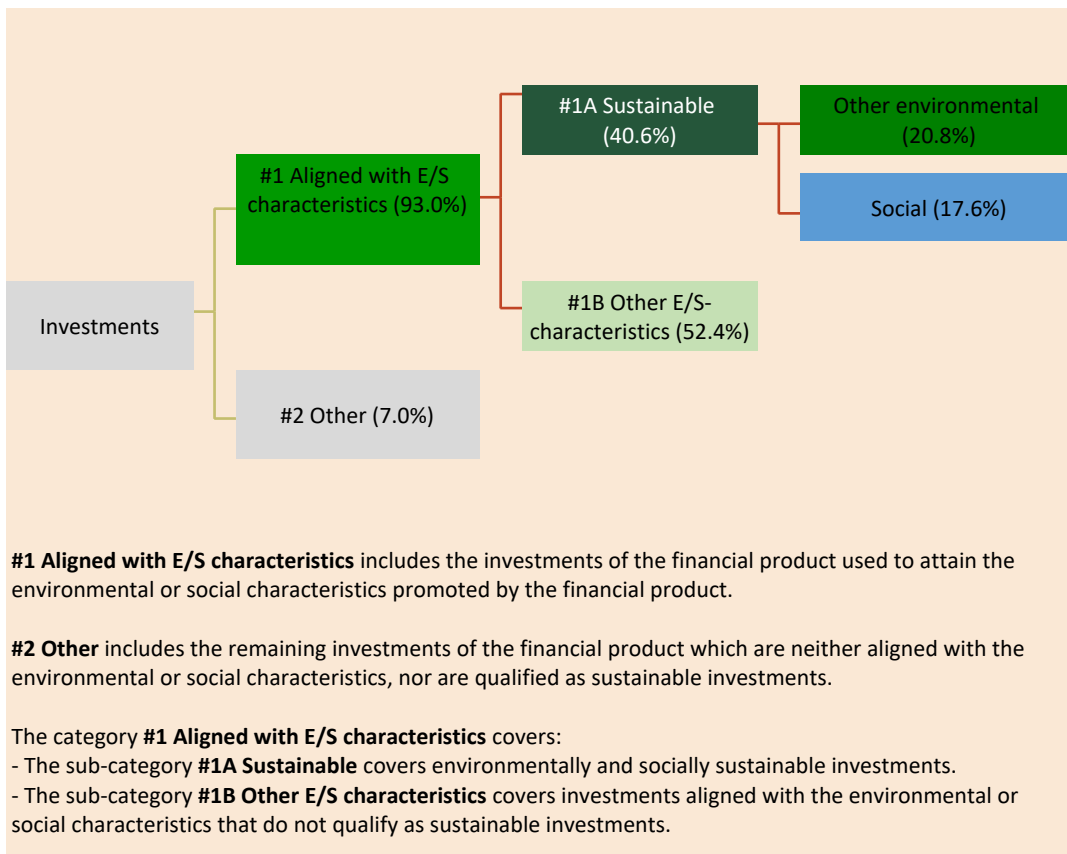 #1A Sustainable
(40.6%)
Other environmental
(20.8%)
#1 Aligned with E/S
characteristics (93.0%)
Social (17.6%)
Investments
#1B Other E/S-
characteristics (52.4%)
#2 Other (7.0%)
#1 Aligned with E/S characteristics includes the investments of the financial product used to attain the
environmental or social characteristics promoted by the financial product.
#2 Other includes the remaining investments of the financial product which are neither aligned with the
environmental or social characteristics, nor are qualified as sustainable investments.
The category #1 Aligned with E/S characteristics covers:
- The sub-category #1A Sustainable covers environmentally and socially sustainable investments.
- The sub-category #1B Other E/S characteristics covers investments aligned with the environmental or
social characteristics that do not qualify as sustainable investments.